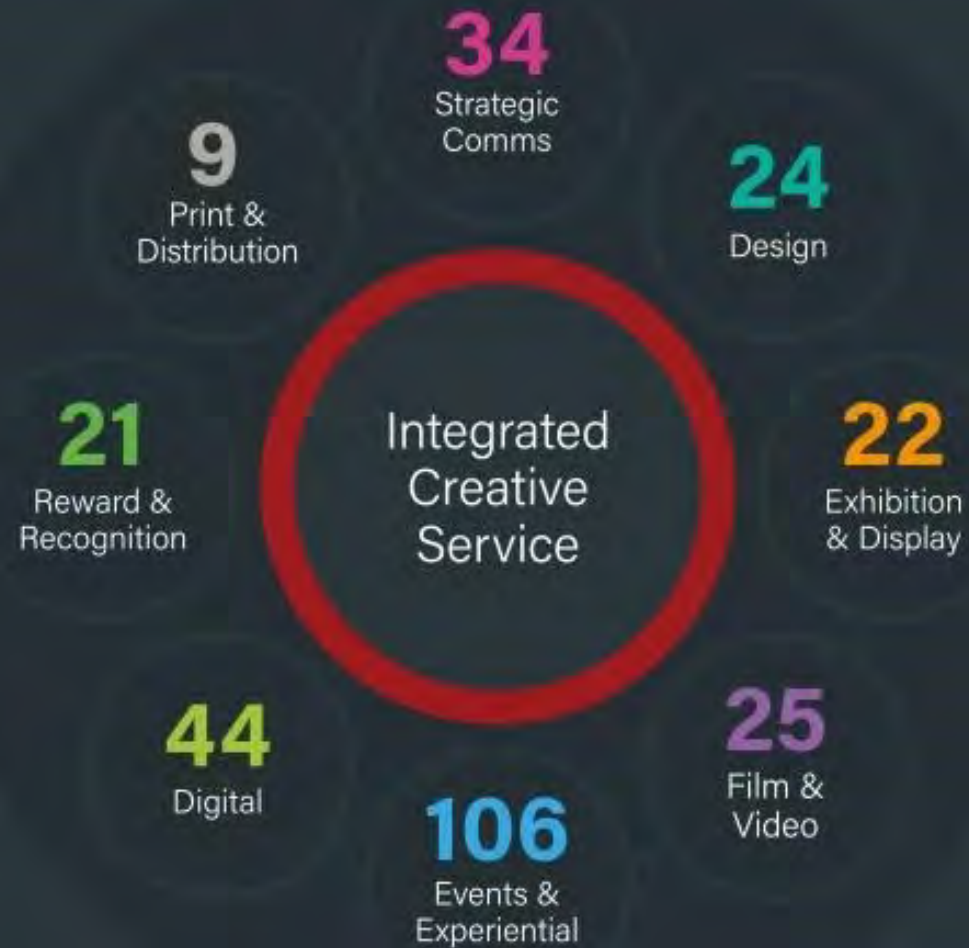 34
Strategic
Comms
9
Print &
Distribution
24
Design
21
Reward &
Recognition
Integrated
Creative
Service
22
Exhibition
& Display
44
Digital
25
Film &
Video
106
Events &
Experiential